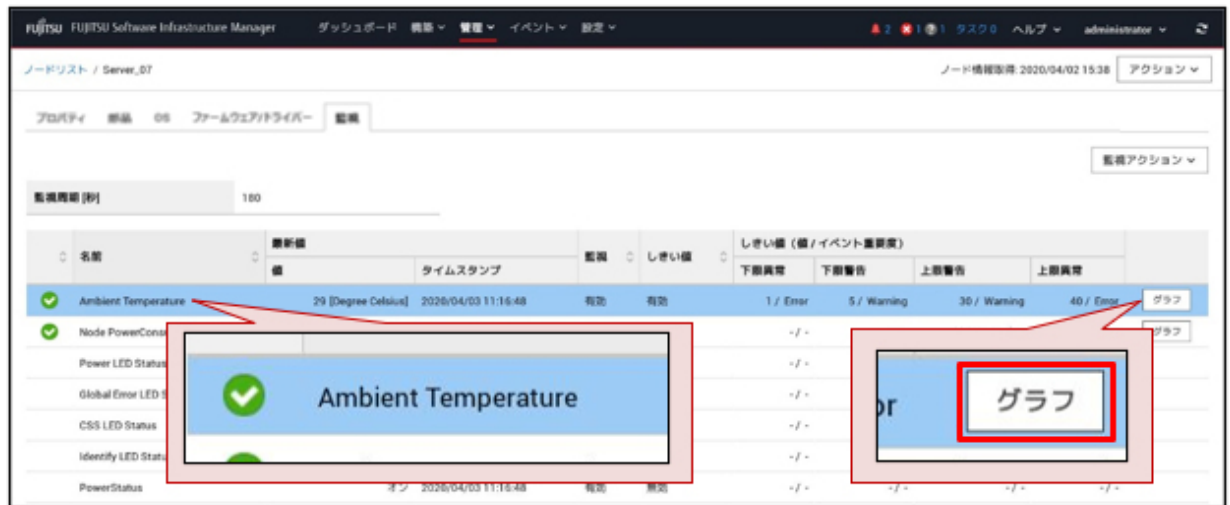 FUJITSU FUJITSU Software Infrastructure Manager ダッシュボード 構築 管理 イベント 設定 2 1 1 タスク 0 ヘルプ administrator
ノードリスト / Server_07 ノード情報取得: 2020/04/02 15:38 アクション
プロパティ 部品 OS ファームウェア/ドライバー 監視
監視アクション
監視周期 [秒] 180
名前 最新値 監視 しきい値 しきい値（値 / イベント重要度）
値 タイムスタンプ 下限異常 下限警告 上限警告 上限異常
Ambient Temperature 29 [Degree Celsius] 2020/04/03 11:16:48 有効 有効 1 / Error 5 / Warning 30 / Warning 40 / Error グラフ
Node PowerCons - / - グラフ
Power LED Status - / -
Global Error LED S - / -
CSS LED Status - / -
Identify LED Statu - / -
PowerStatus オン 2020/04/03 11:16:48 有効 無効 - / - - / - - / - - / -
Ambient Temperature
or グラフ